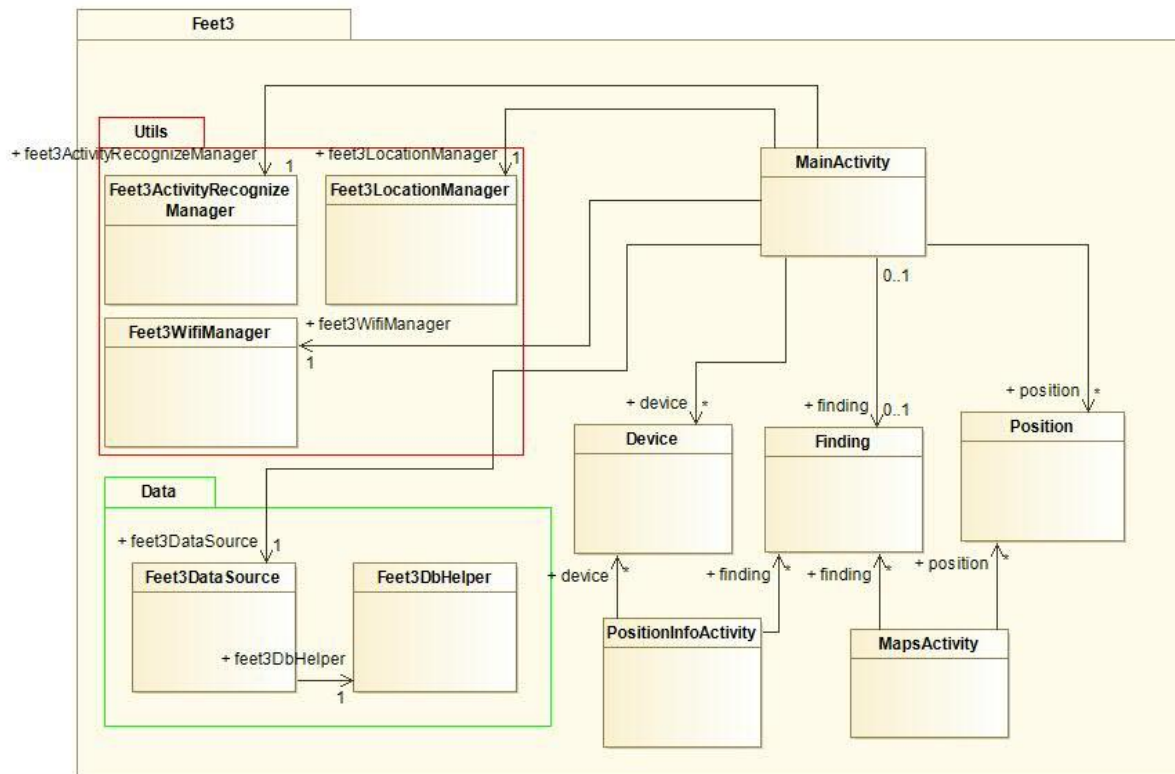 Feet3
Utils
+ feet3ActivityRecognizeManager
1
+ feet3LocationManager
1
Feet3ActivityRecognize
Manager
Feet3LocationManager
MainActivity
0..1
Feet3WifiManager
+ feet3WifiManager
1
+ device
*
+ finding
0..1
+ position
*
Device
Finding
Position
Data
+ feet3DataSource
1
Feet3DataSource
Feet3DbHelper
+ feet3DbHelper
1
+ device
*
+ finding
*
+ finding
*
+ position
*
PositionInfoActivity
MapsActivity